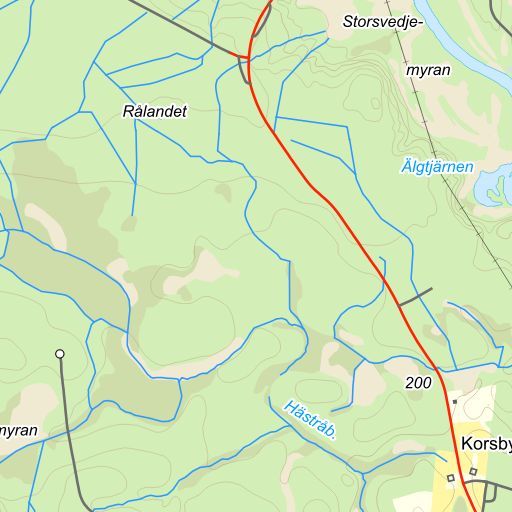 Storsvedje-
myran
Rålandet
Älgtjärnen
200
Hästråb.
myran
Korsby